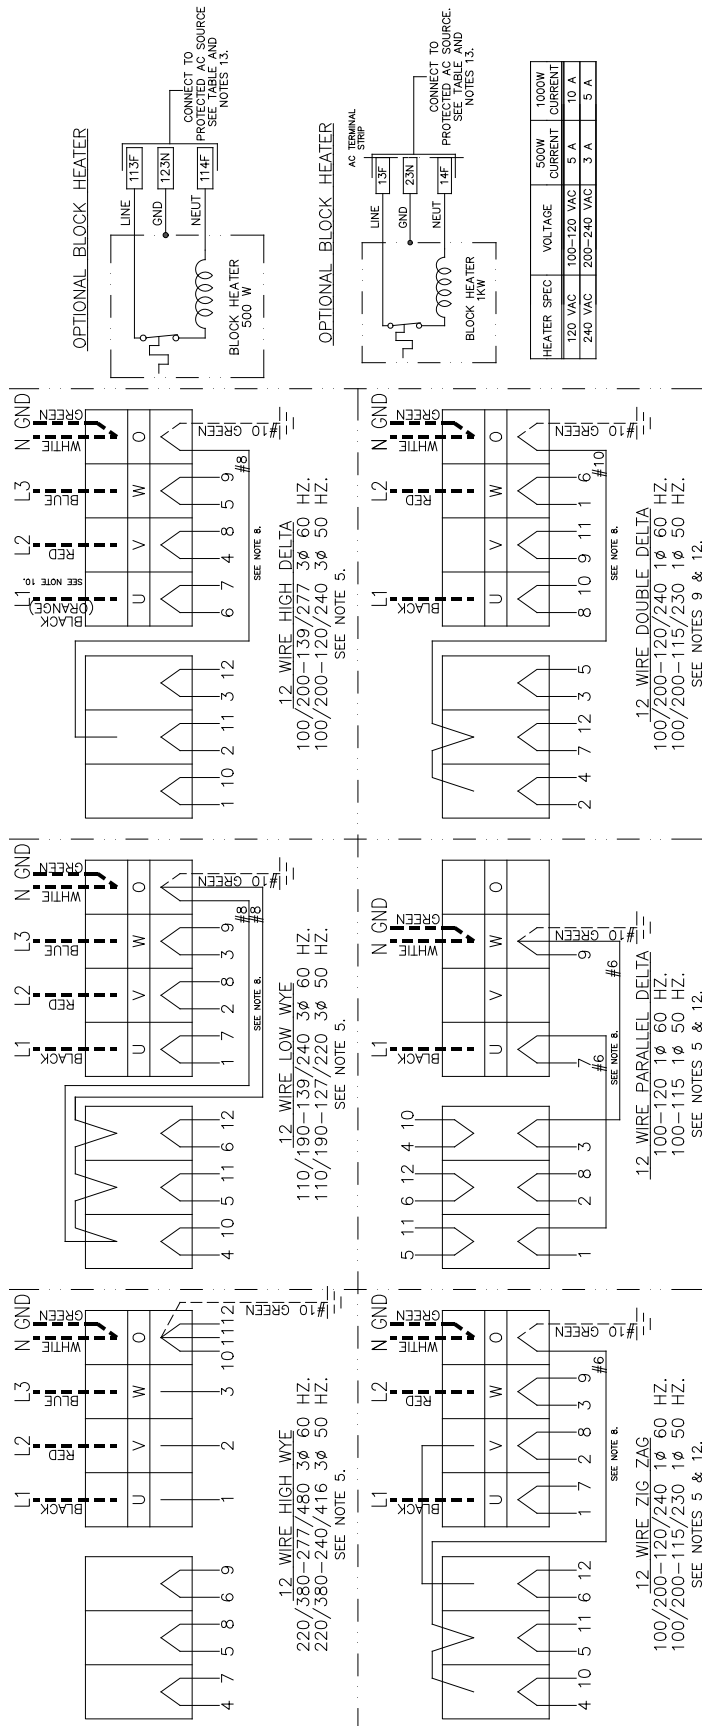 L1 L2 L3 N GND
BLACK RED BLUE WHTIE GREEN
U V W O
4 7 5 8 6 9 1 2 3 10 11 12
#10 GREEN
12 WIRE HIGH WYE
220/380-277/480 3ø 60 HZ.
220/380-240/416 3ø 50 HZ.
SEE NOTE 5.
L1 L2 L3 N GND
BLACK RED BLUE WHTIE GREEN
U V W O
4 10 5 11 6 12 1 7 2 8 3 9
#8
#8
#10 GREEN
SEE NOTE 8.
12 WIRE LOW WYE
110/190-139/240 3ø 60 HZ.
110/190-127/220 3ø 50 HZ.
SEE NOTE 5.
L1 L2 L3 N GND
BLACK (ORANGE) RED BLUE WHTIE GREEN
SEE NOTE 10.
U V W O
1 10 2 11 3 12 6 7 4 8 5 9
#8
#10 GREEN
SEE NOTE 8.
12 WIRE HIGH DELTA
100/200-139/277 3ø 60 HZ.
100/200-120/240 3ø 50 HZ.
SEE NOTE 5.
OPTIONAL BLOCK HEATER
LINE 113F
GND 123N
NEUT 114F
BLOCK HEATER
500 W
CONNECT TO
PROTECTED AC SOURCE
SEE TABLE AND
NOTES 13.
L1 L2 N GND
BLACK RED WHTIE GREEN
U V W O
4 10 5 11 6 12 1 7 2 8 3 9
#6
#10 GREEN
SEE NOTE 8.
12 WIRE ZIG ZAG
100/200-120/240 1ø 60 HZ.
100/200-115/230 1ø 50 HZ.
SEE NOTES 5 & 12.
L1 N GND
BLACK WHTIE GREEN
5 11 6 12 4 10
U V W O
1 2 8 3 7 9
#6
#6
#10 GREEN
SEE NOTE 8.
12 WIRE PARALLEL DELTA
100-120 1ø 60 HZ.
100-115 1ø 50 HZ.
SEE NOTES 5 & 12.
L1 L2 N GND
BLACK RED WHTIE GREEN
U V W O
2 4 7 12 3 5 8 10 9 11 1 6
#10
#10 GREEN
SEE NOTE 8.
12 WIRE DOUBLE DELTA
100/200-120/240 1ø 60 HZ.
100/200-115/230 1ø 50 HZ.
SEE NOTES 9 & 12.
OPTIONAL BLOCK HEATER
AC TERMINAL
STRIP
LINE 13F
GND 23N
NEUT 14F
BLOCK HEATER
1KW
CONNECT TO
PROTECTED AC SOURCE.
SEE TABLE AND
NOTES 13.
HEATER SPEC VOLTAGE 500W CURRENT 1000W CURRENT
120 VAC 100-120 VAC 5 A 10 A
240 VAC 200-240 VAC 3 A 5 A